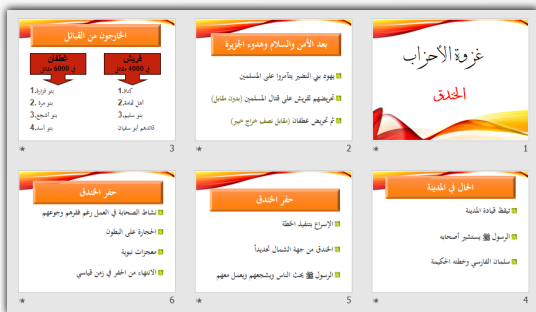 غزوة الأحزاب
الخندق
1
بعد الأمن والسلام وهدوء الجزيرة
يهود بني النضير يتآمروا على المسلمين
تحريضهم لقريش على قتال المسلمين (بدون مقابل)
ثم تحريض غطفان (مقابل نصف خراج خيبر)
2
الخارجون من القبائل
قريش
في 4000 مقاتل
1.كنانة
2.أهل تهامة
3.بنو سليم
قائدهم أبو سفيان
غطفان
في 6000 مقاتل
1.بنو فزارة
2.بنو مرة
3.بنو أشجع
4.بنو أسد
3
الحال في المدينة
تيقظ قيادة المدينة
الرسول ﷺ يستشير أصحابه
سلمان الفارسي وخطته الحكيمة
4
حفر الخندق
الإسراع بتنفيذ الخطة
الخندق من جهة الشمال تحديداً
الرسول ﷺ يحث الناس ويشجعهم ويعمل معهم
5
حفر الخندق
نشاط الصحابة في العمل رغم فقرهم وجوعهم
الحجارة على البطون
معجزات نبوية
الانتهاء من الحفر في زمن قياسي
6